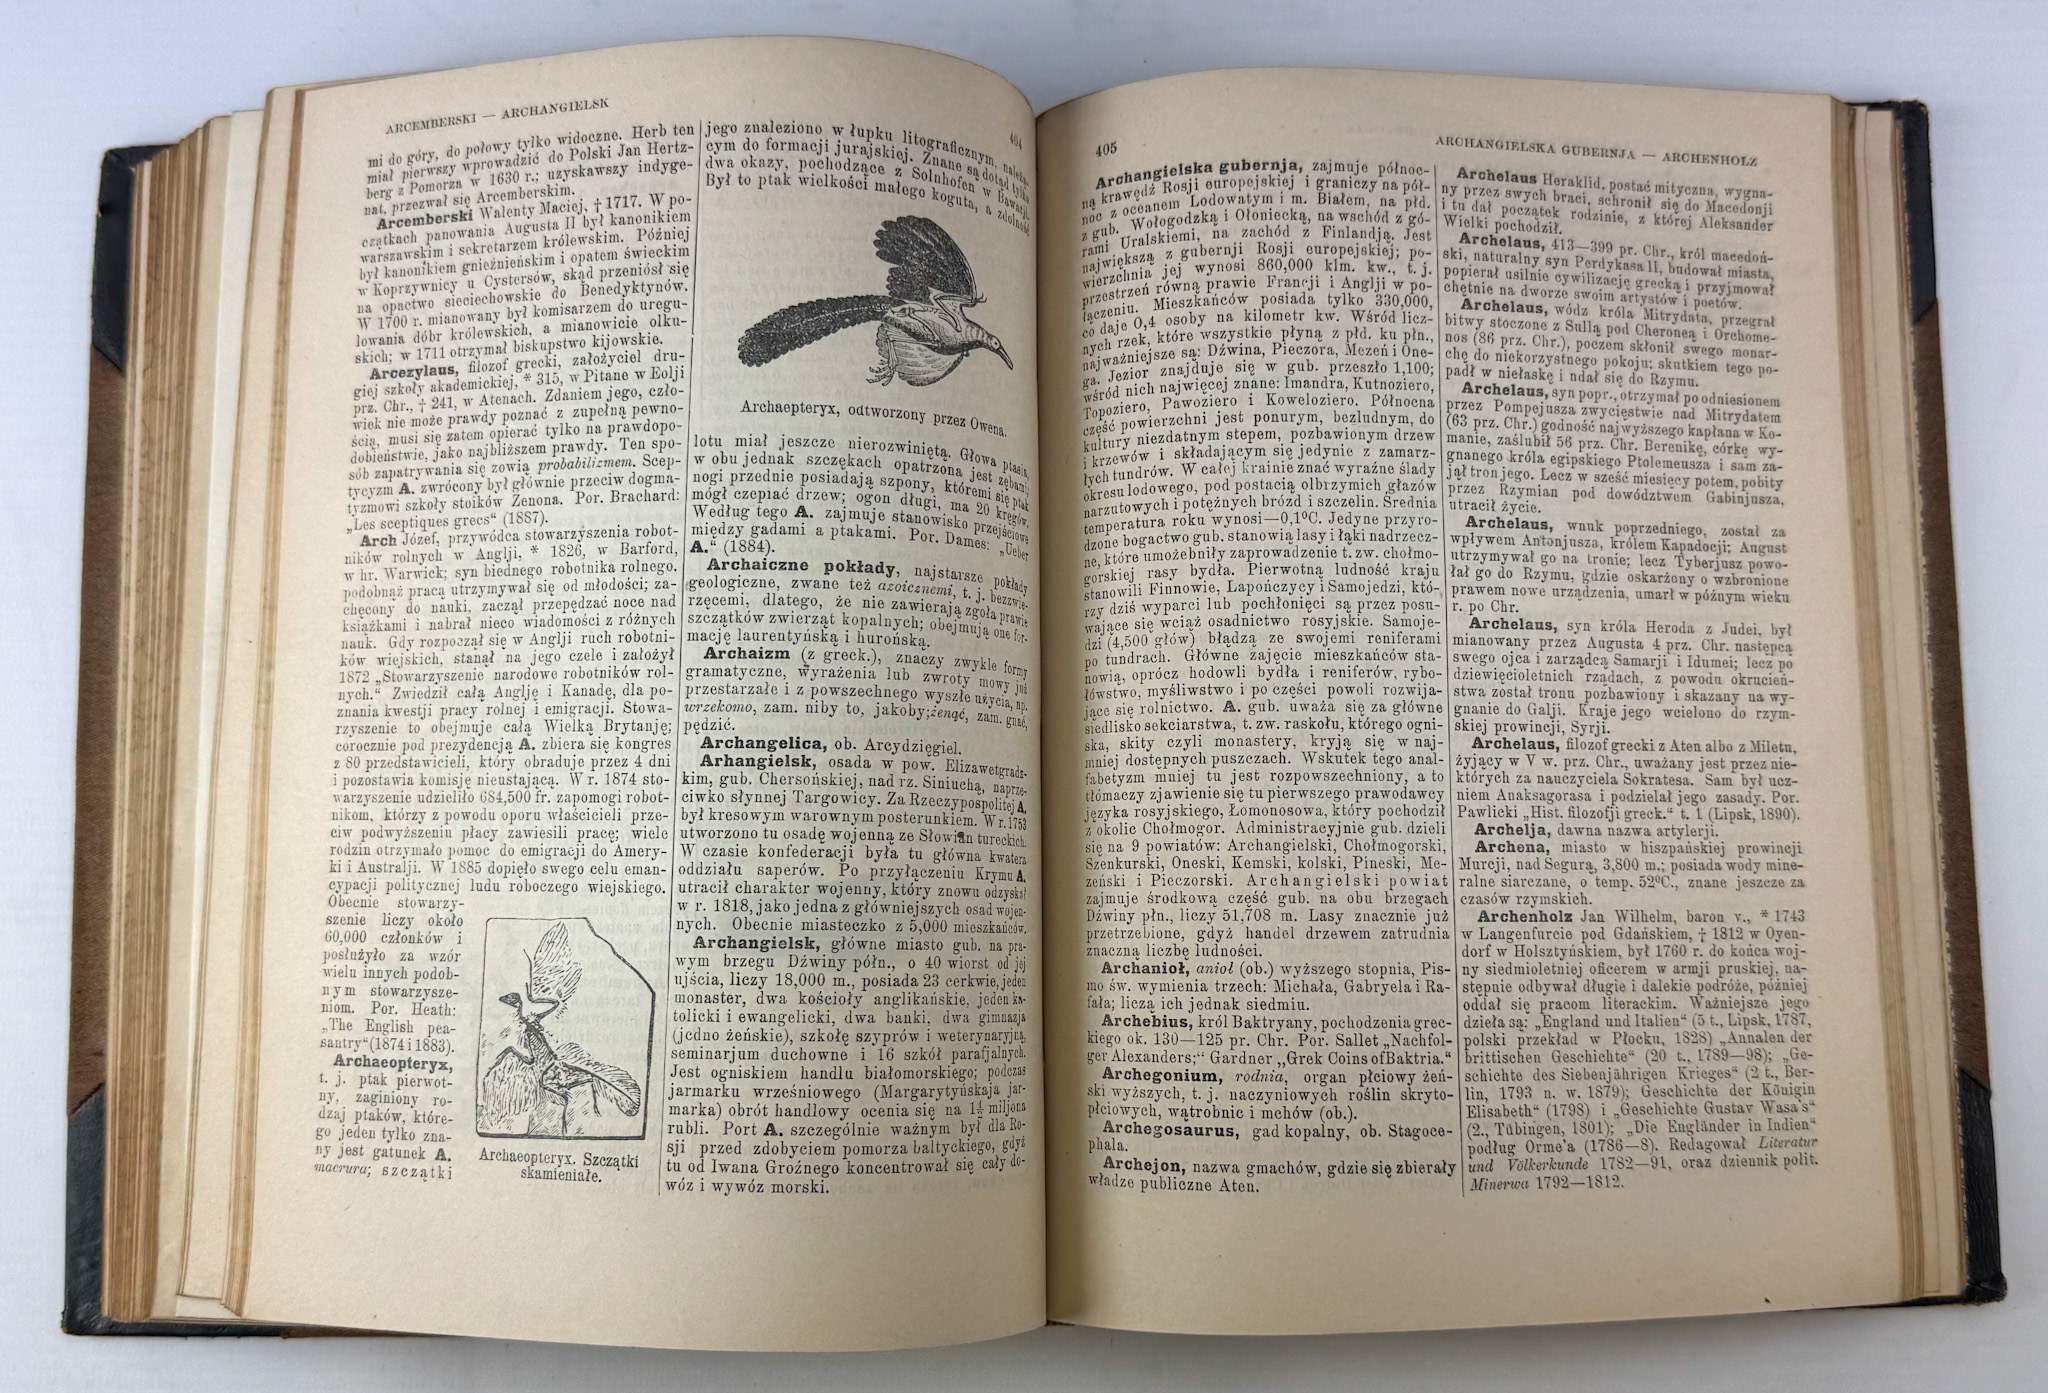 ARCEMBERSKI — ARCHANGIELSK
404
mi do góry, do połowy tylko widoczne. Herb ten
miał pierwszy wprowadzić do Polski Jan Hertz-
berg z Pomorza w 1630 r.; uzyskawszy indyge-
nat, przezwał się Arcemberskim.
Arcemberski Walenty Maciej, † 1717. W po-
czątkach panowania Augusta II był kanonikiem
warszawskim i sekretarzem królewskim. Później
był kanonikiem gnieźnieńskim i opatem świeckim
w Koprzywnicy u Cystersów, skąd przeniósł się
na opactwo sieciechowskie do Benedyktynów.
W 1700 r. mianowany był komisarzem do uregu-
lowania dóbr królewskich, a mianowicie olku-
skich; w 1711 otrzymał biskupstwo kijowskie.
Arcezylaus, filozof grecki, założyciel dru-
giej szkoły akademickiej, * 315, w Pitane w Eolji
prz. Chr., † 241, w Atenach. Zdaniem jego, czło-
wiek nie może prawdy poznać z zupełną pewno-
ścią, musi się zatem opierać tylko na prawdopo-
dobieństwie, jako najbliższem prawdy. Ten spo-
sób zapatrywania się zowią probabilizmem. Scep-
tycyzm A. zwrócony był głównie przeciw dogma-
tyzmowi szkoły stoików Zenona. Por. Brachard:
„Les sceptiques grecs“ (1887).
Arch Józef, przywódca stowarzyszenia robot-
ników rolnych w Anglji, * 1826, w Barford,
w hr. Warwick; syn biednego robotnika rolnego.
podobnąż pracą utrzymywał się od młodości; za-
chęcony do nauki, zaczął przepędzać noce nad
książkami i nabrał nieco wiadomości z różnych
nauk. Gdy rozpoczął się w Anglji ruch robotni-
ków wiejskich, stanął na jego czele i założył
1872 „Stowarzyszenie narodowe robotników rol-
nych.“ Zwiedził całą Anglję i Kanadę, dla po-
znania kwestji pracy rolnej i emigracji. Stowa-
rzyszenie to obejmuje całą Wielką Brytanję;
corocznie pod prezydencją A. zbiera się kongres
z 80 przedstawicieli, który obraduje przez 4 dni
i pozostawia komisję nieustającą. W r. 1874 sto-
warzyszenie udzieliło 684,500 fr. zapomogi robot-
nikom, którzy z powodu oporu właścicieli prze-
ciw podwyższeniu płacy zawiesili pracę; wiele
rodzin otrzymało pomoc do emigracji do Amery-
ki i Australji. W 1885 dopięło swego celu eman-
cypacji politycznej ludu roboczego wiejskiego.
Obecnie stowarzy-
szenie liczy około
60,000 członków i
posłużyło za wzór
wielu innych podob-
nym stowarzysze-
niom. Por. Heath:
„The English pea-
santry“ (1874 i 1883).
Archaeopteryx,
t. j. ptak pierwot-
ny, zaginiony ro-
dzaj ptaków, które-
go jeden tylko zna-
ny jest gatunek A.
macrura; szczątki
Archaeopteryx. Szczątki
skamieniałe.
jego znaleziono w łupku litograficznym, należą-
cym do formacji jurajskiej. Znane są dotąd tylko
dwa okazy, pochodzące z Solnhofen w Bawarji.
Był to ptak wielkości małego koguta, a zdolność
Archaepteryx, odtworzony przez Owena.
lotu miał jeszcze nierozwiniętą. Głowa ptasia,
w obu jednak szczękach opatrzona jest zębami;
nogi przednie posiadają szpony, któremi się ptak
mógł czepiać drzew; ogon długi, ma 20 kręgów.
Według tego A. zajmuje stanowisko przejściowe
między gadami a ptakami. Por. Dames: „Ueber
A.“ (1884).
Archaiczne pokłady, najstarsze pokłady
geologiczne, zwane też azoicznemi, t. j. bezzwie-
rzęcemi, dlatego, że nie zawierają zgoła prawie
szczątków zwierząt kopalnych; obejmują one for-
mację laurentyńską i hurońską.
Archaizm (z greck.), znaczy zwykle formy
gramatyczne, wyrażenia lub zwroty mowy już
przestarzałe i z powszechnego wyszłe użycia, np.
wrzekomo, zam. niby to, jakoby; żenąć, zam. gnać,
pędzić.
Archangelica, ob. Arcydzięgiel.
Arhangielsk, osada w pow. Elizawetgradz-
kim, gub. Chersońskiej, nad rz. Siniuchą, naprze-
ciwko słynnej Targowicy. Za Rzeczypospolitej A.
był kresowym warownym posterunkiem. W r. 1753
utworzono tu osadę wojenną ze Słowian tureckich.
W czasie konfederacji była tu główna kwatera
oddziału saperów. Po przyłączeniu Krymu A.
utracił charakter wojenny, który znowu odzyskał
w r. 1818, jako jedna z główniejszych osad wojen-
nych. Obecnie miasteczko z 5,000 mieszkańców.
Archangielsk, główne miasto gub. na pra-
wym brzegu Dźwiny półn., o 40 wiorst od jej
ujścia, liczy 18,000 m., posiada 23 cerkwie, jeden
monaster, dwa kościoły anglikańskie, jeden ka-
tolicki i ewangelicki, dwa banki, dwa gimnazja
(jedno żeńskie), szkołę szyprów i weterynaryjną,
seminarjum duchowne i 16 szkół parafjalnych.
Jest ogniskiem handlu białomorskiego; podczas
jarmarku wrześniowego (Margarytyńskaja jar-
marka) obrót handlowy ocenia się na 1½ miljona
rubli. Port A. szczególnie ważnym był dla Ro-
sji przed zdobyciem pomorza baltyckiego, gdyż
tu od Iwana Groźnego koncentrował się cały do-
wóz i wywóz morski.
405
ARCHANGIELSKA GUBERNJA — ARCHENHOLZ
Archangielska gubernja, zajmuje północ-
ną krawędź Rosji europejskiej i graniczy na pół-
noc z oceanem Lodowatym i m. Białem, na płd.
z gub. Wołogodzką i Ołoniecką, na wschód z gó-
rami Uralskiemi, na zachód z Finlandją. Jest
największą z gubernji Rosji europejskiej; po-
wierzchnia jej wynosi 860,000 klm. kw., t. j.
przestrzeń równą prawie Francji i Anglji w po-
łączeniu. Mieszkańców posiada tylko 330,000,
co daje 0,4 osoby na kilometr kw. Wśród licz-
nych rzek, które wszystkie płyną z płd. ku płn.,
najważniejsze są: Dźwina, Pieczora, Mezeń i One-
ga. Jezior znajduje się w gub. przeszło 1,100;
wśród nich najwięcej znane: Imandra, Kutnoziero,
Topoziero, Pawoziero i Koweloziero. Północna
część powierzchni jest ponurym, bezludnym, do
kultury niezdatnym stepem, pozbawionym drzew
i krzewów i składającym się jedynie z zamarz-
łych tundrów. W całej krainie znać wyraźne ślady
okresu lodowego, pod postacią olbrzymich głazów
narzutowych i potężnych brózd i szczelin. Średnia
temperatura roku wynosi —0,1°C. Jedyne przyro-
dzone bogactwo gub. stanowią lasy i łąki nadrzecz-
ne, które umożebniły zaprowadzenie t. zw. chołmo-
gorskiej rasy bydła. Pierwotną ludność kraju
stanowili Finnowie, Lapończycy i Samojedzi, któ-
rzy dziś wyparci lub pochłonięci są przez posu-
wające się wciąż osadnictwo rosyjskie. Samoje-
dzi (4,500 głów) błądzą ze swojemi reniferami
po tundrach. Główne zajęcie mieszkańców sta-
nowią, oprócz hodowli bydła i reniferów, rybo-
łówstwo, myśliwstwo i po części powoli rozwija-
jące się rolnictwo. A. gub. uważa się za główne
siedlisko sekciarstwa, t. zw. raskołu, którego ogni-
ska, skity czyli monastery, kryją się w naj-
mniej dostępnych puszczach. Wskutek tego anal-
fabetyzm mniej tu jest rozpowszechniony, a to
tłómaczy zjawienie się tu pierwszego prawodawcy
języka rosyjskiego, Łomonosowa, który pochodził
z okolic Chołmogor. Administracyjnie gub. dzieli
się na 9 powiatów: Archangielski, Chołmogorski,
Szenkurski, Oneski, Kemski, kolski, Pineski, Me-
zeński i Pieczorski. Archangielski powiat
zajmuje środkową część gub. na obu brzegach
Dźwiny płn., liczy 51,708 m. Lasy znacznie już
przetrzebione, gdyż handel drzewem zatrudnia
znaczną liczbę ludności.
Archanioł, anioł (ob.) wyższego stopnia, Pis-
mo św. wymienia trzech: Michała, Gabryela i Ra-
fała; liczą ich jednak siedmiu.
Archebius, król Baktryany, pochodzenia grec-
kiego ok. 130—125 pr. Chr. Por. Sallet „Nachfol-
ger Alexanders;“ Gardner „Grek Coins of Baktria.“
Archegonium, rodnia, organ płciowy żeń-
ski wyższych, t. j. naczyniowych roślin skryto-
płciowych, wątrobnic i mchów (ob.).
Archegosaurus, gad kopalny, ob. Stagoce-
phala.
Archejon, nazwa gmachów, gdzie się zbierały
władze publiczne Aten.
Archelaus Heraklid, postać mityczna, wygna-
ny przez swych braci, schronił się do Macedonji
i tu dał początek rodzinie, z której Aleksander
Wielki pochodził.
Archelaus, 413—399 pr. Chr., król macedoń-
ski, naturalny syn Perdykasa II, budował miasta,
popierał usilnie cywilizację grecką i przyjmował
chętnie na dworze swoim artystów i poetów.
Archelaus, wódz króla Mitrydata, przegrał
bitwy stoczone z Sullą pod Cheroneą i Orchome-
nos (86 prz. Chr.), poczem skłonił swego monar-
chę do niekorzystnego pokoju; skutkiem tego po-
padł w niełaskę i udał się do Rzymu.
Archelaus, syn popr., otrzymał po odniesionem
przez Pompejusza zwycięstwie nad Mitrydatem
(63 prz. Chr.) godność najwyższego kapłana w Ko-
manie, zaślubił 56 prz. Chr. Berenikę, córkę wy-
gnanego króla egipskiego Ptolemeusza i sam za-
jął tron jego. Lecz w sześć miesięcy potem, pobity
przez Rzymian pod dowództwem Gabinjusza,
utracił życie.
Archelaus, wnuk poprzedniego, został za
wpływem Antonjusza, królem Kapadocji; August
utrzymywał go na tronie; lecz Tyberjusz powo-
łał go do Rzymu, gdzie oskarżony o wzbronione
prawem nowe urządzenia, umarł w późnym wieku
r. po Chr.
Archelaus, syn króla Heroda z Judei, był
mianowany przez Augusta 4 prz. Chr. następcą
swego ojca i zarządcą Samarji i Idumei; lecz po
dziewięcioletnich rządach, z powodu okrucień-
stwa został tronu pozbawiony i skazany na wy-
gnanie do Galji. Kraje jego wcielono do rzym-
skiej prowincji, Syrji.
Archelaus, filozof grecki z Aten albo z Miletu,
żyjący w V w. prz. Chr., uważany jest przez nie-
których za nauczyciela Sokratesa. Sam był ucz-
niem Anaksagorasa i podzielał jego zasady. Por.
Pawlicki „Hist. filozofji greck.“ t. 1 (Lipsk, 1890).
Archelja, dawna nazwa artylerji.
Archena, miasto w hiszpańskiej prowincji
Murcji, nad Segurą, 3,800 m.; posiada wody mine-
ralne siarczane, o temp. 52°C., znane jeszcze za
czasów rzymskich.
Archenholz Jan Wilhelm, baron v., * 1743
w Langenfurcie pod Gdańskiem, † 1812 w Oyen-
dorf w Holsztyńskiem, był 1760 r. do końca woj-
ny siedmioletniej oficerem w armji pruskiej, na-
stępnie odbywał długie i dalekie podróże, później
oddał się pracom literackim. Ważniejsze jego
dzieła są: „England und Italien“ (5 t., Lipsk, 1787,
polski przekład w Płocku, 1828) „Annalen der
brittischen Geschichte“ (20 t., 1789—98); „Ge-
schichte des Siebenjährigen Krieges“ (2 t., Ber-
lin, 1793 n. w. 1879); Geschichte der Königin
Elisabeth“ (1798) i „Geschichte Gustav Wasa's“
(2., Tübingen, 1801); „Die Engländer in Indien“
podług Orme'a (1786—8). Redagował Literatur
und Völkerkunde 1782—91, oraz dziennik polit.
Minerwa 1792—1812.